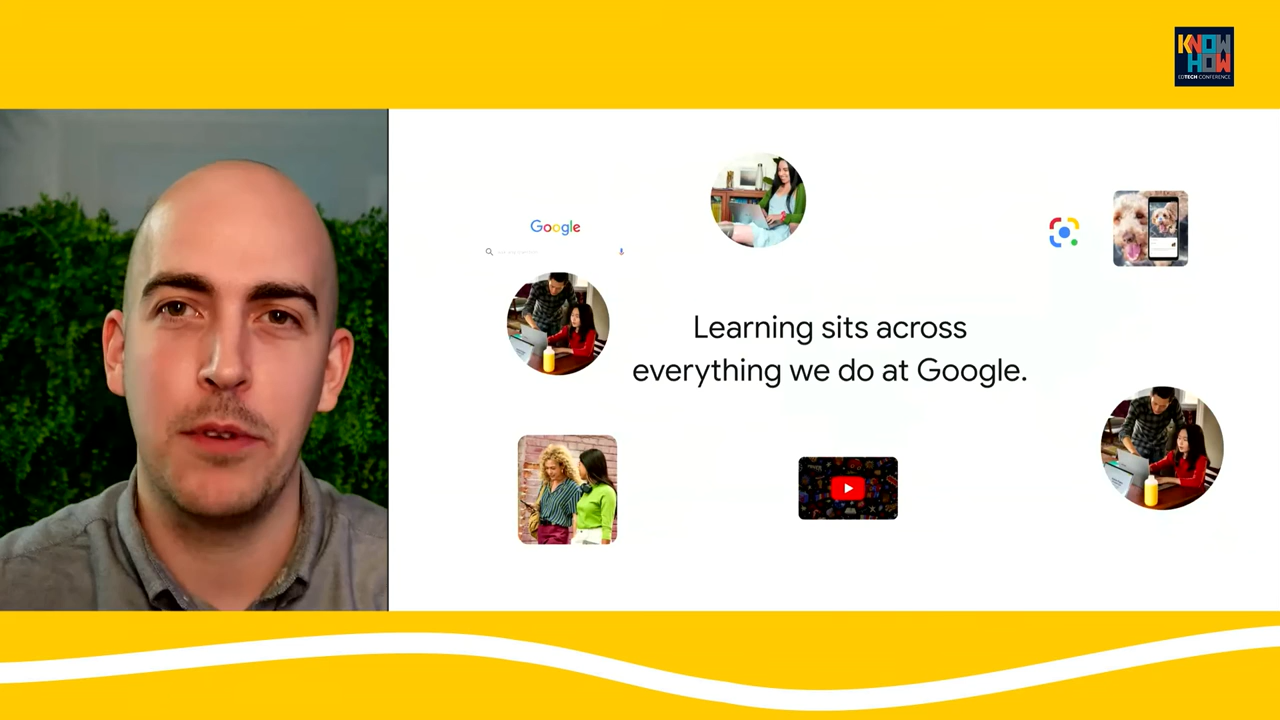 KNOW
HOW
EDTECH CONFERENCE
Google
Learning sits across
everything we do at Google.